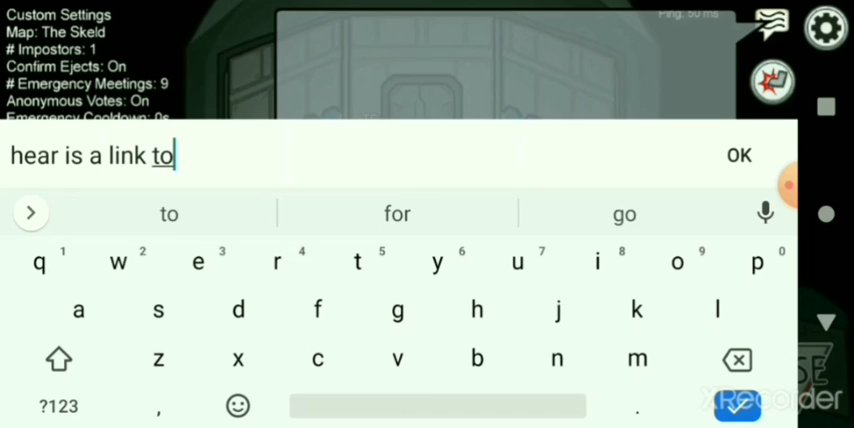 Custom Settings
Ping: 50 ms
Map: The Skeld
# Impostors: 1
Confirm Ejects: On
# Emergency Meetings: 9
Anonymous Votes: On
Emergency Cooldown: 0s
hear is a link to
OK
to for go
q 1 w 2 e 3 r 4 t 5 y 6 u 7 i 8 o 9 p 0
a s d f g h j k l
z x c v b n m
?123 , .
XRecorder